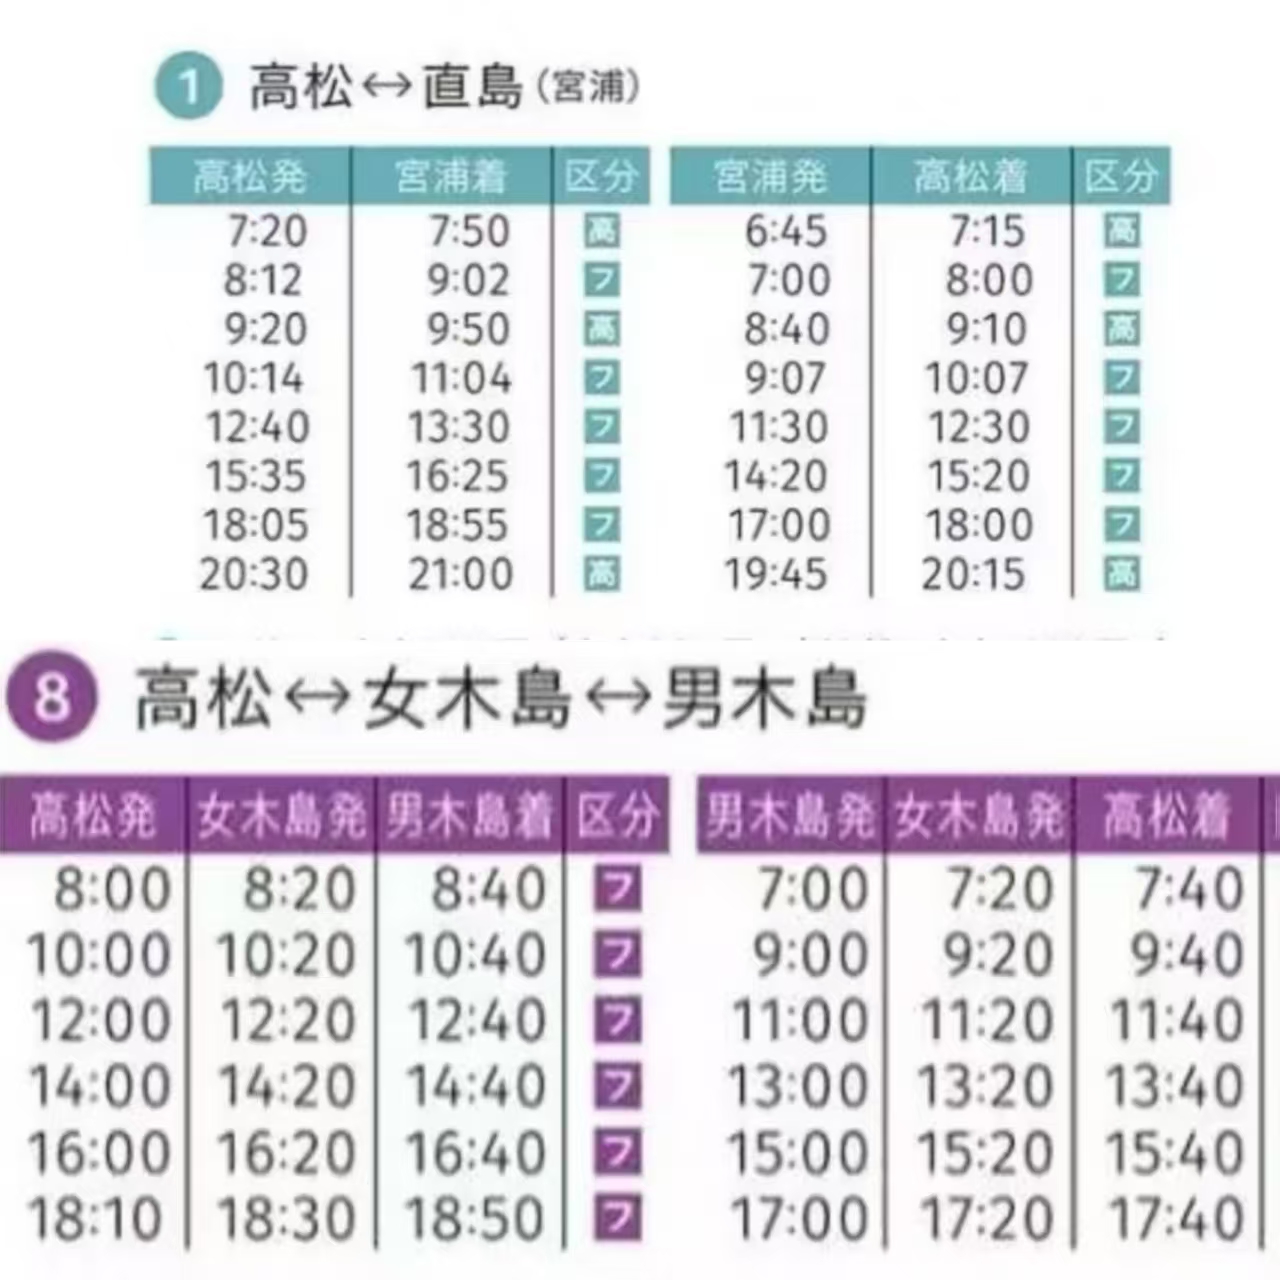 1 高松↔直島(宮浦)
高松発 宮浦着 区分 宮浦発 高松着 区分
7:20 7:50 高 6:45 7:15 高
8:12 9:02 フ 7:00 8:00 フ
9:20 9:50 高 8:40 9:10 高
10:14 11:04 フ 9:07 10:07 フ
12:40 13:30 フ 11:30 12:30 フ
15:35 16:25 フ 14:20 15:20 フ
18:05 18:55 フ 17:00 18:00 フ
20:30 21:00 高 19:45 20:15 高
8 高松↔女木島↔男木島
高松発 女木島発 男木島着 区分 男木島発 女木島発 高松着
8:00 8:20 8:40 フ 7:00 7:20 7:40
10:00 10:20 10:40 フ 9:00 9:20 9:40
12:00 12:20 12:40 フ 11:00 11:20 11:40
14:00 14:20 14:40 フ 13:00 13:20 13:40
16:00 16:20 16:40 フ 15:00 15:20 15:40
18:10 18:30 18:50 フ 17:00 17:20 17:40